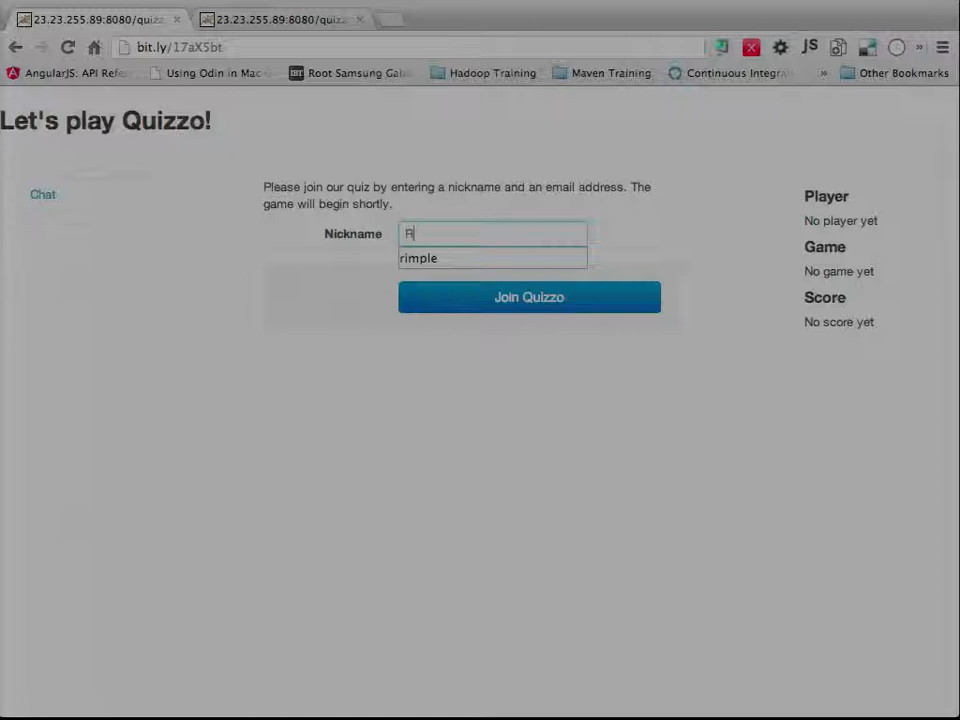 23.23.255.89:8080/quizz
23.23.255.89:8080/quizz
bit.ly/17aX5bt
JS
»
AngularJS: API Refe
Using Odin in Mac
Root Samsung Gala
Hadoop Training
Maven Training
Continuous Integra
»
Other Bookmarks
Let's play Quizzo!
Chat
Please join our quiz by entering a nickname and an email address. The
game will begin shortly.
Nickname
R
rimple
Join Quizzo
Player
No player yet
Game
No game yet
Score
No score yet